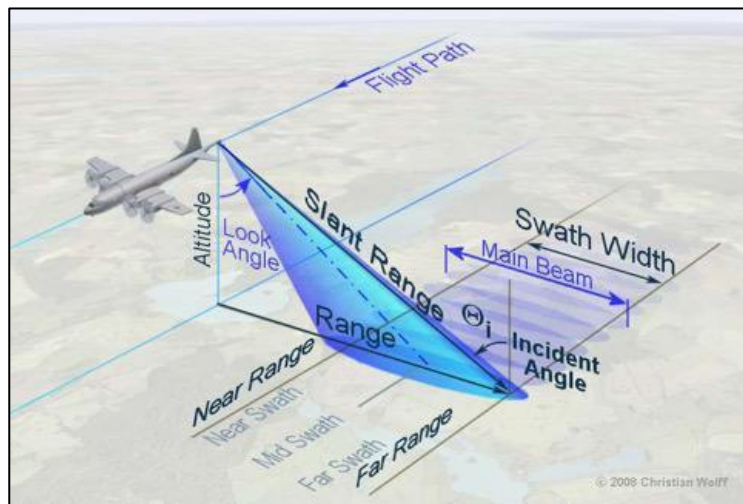 Flight Path
Altitude
Look
Angle
Slant Range
Swath Width
Main Beam
Range
Θi
Incident
Angle
Near Range
Near Swath
Mid Swath
Far Swath
Far Range
© 2008 Christian Wolff